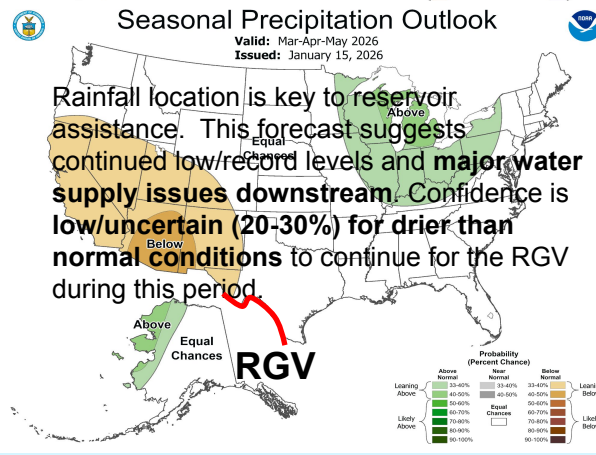 Seasonal Precipitation Outlook
Valid: Mar-Apr-May 2026
Issued: January 15, 2026
NOAA
Rainfall location is key to reservoir
assistance. This forecast suggests
continued low/record levels and major water
supply issues downstream. Confidence is
low/uncertain (20-30%) for drier than
normal conditions to continue for the RGV
during this period.
Above
Equal
Chances
Below
Above
Equal
Chances
RGV
Probability
(Percent Chance)
Above
Normal
Near
Normal
Below
Normal
Leaning
Above
33-40%
40-50%
33-40%
40-50%
33-40%
40-50%
Leaning
Below
Likely
Above
50-60%
60-70%
70-80%
80-90%
90-100%
Equal
Chances
50-60%
60-70%
70-80%
80-90%
90-100%
Likely
Below